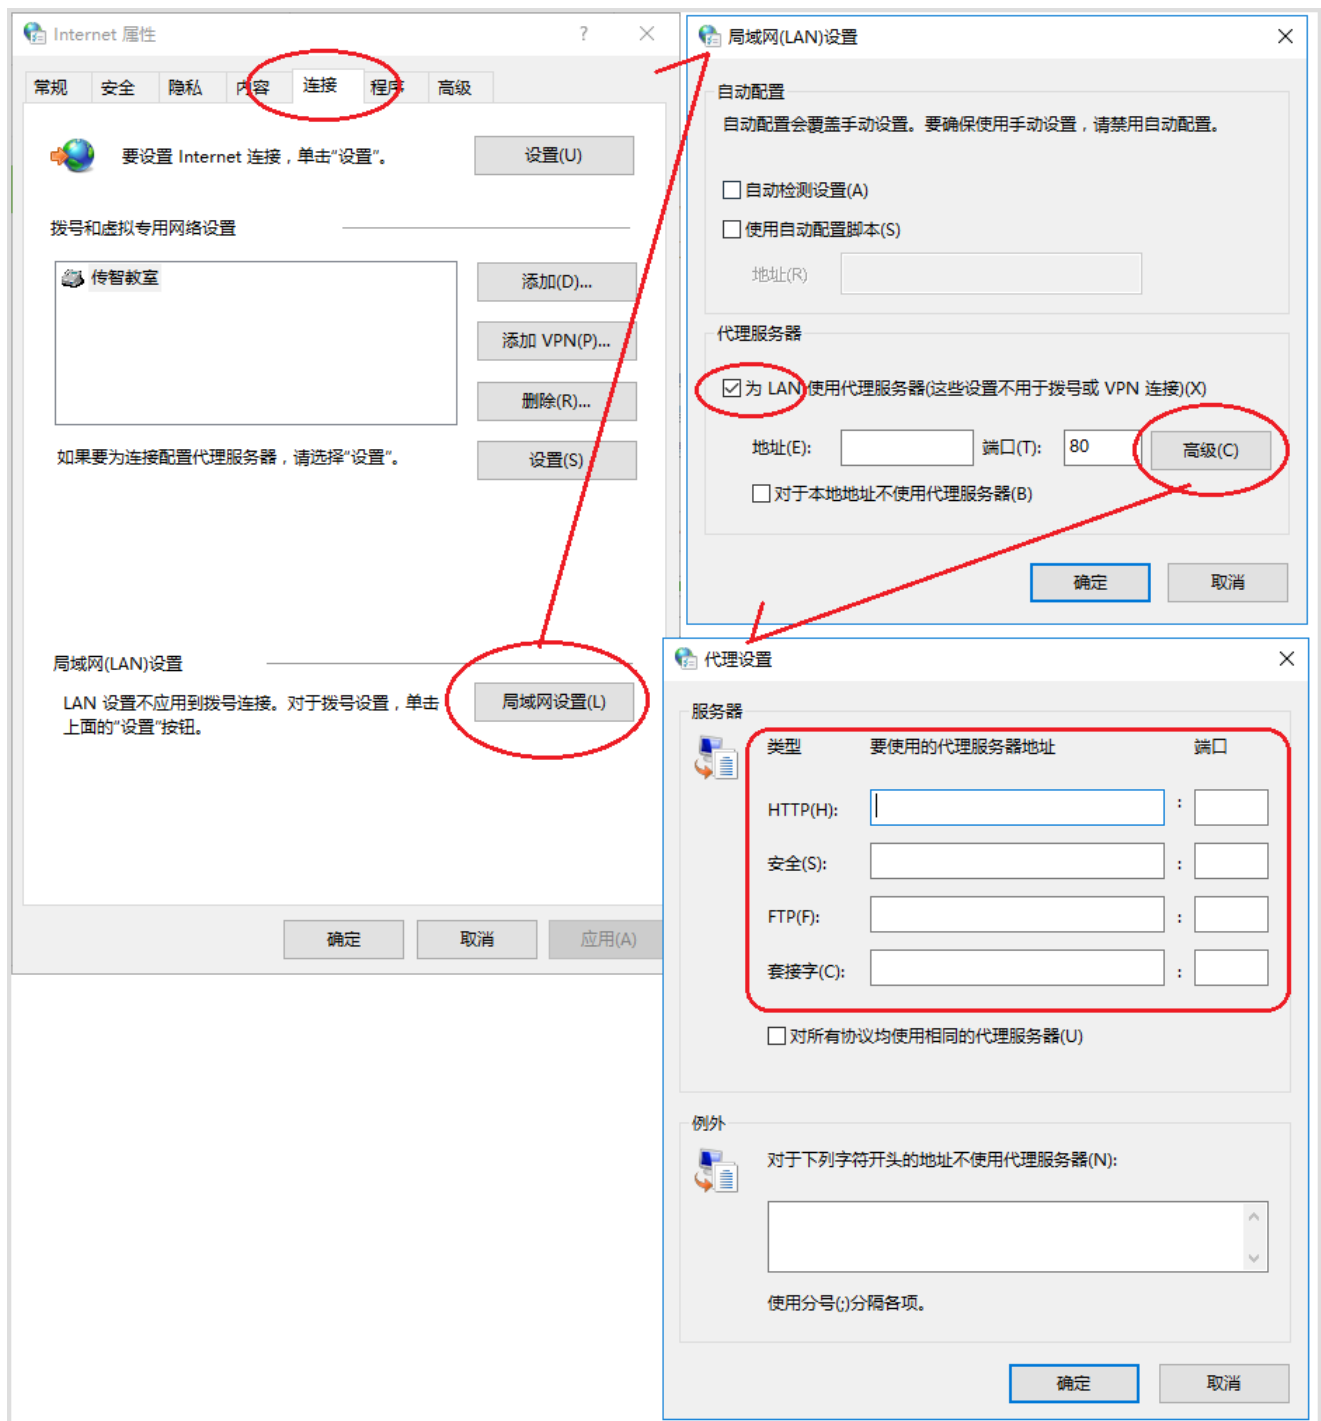 Internet 属性
?
常规 安全 隐私 内容 连接 程序 高级
要设置 Internet 连接，单击“设置”。
设置(U)
拨号和虚拟专用网络设置
传智教室
添加(D)...
添加 VPN(P)...
删除(R)...
如果要为连接配置代理服务器，请选择“设置”。
设置(S)
局域网(LAN)设置
LAN 设置不应用到拨号连接。对于拨号设置，单击
上面的“设置”按钮。
局域网设置(L)
确定 取消 应用(A)
局域网(LAN)设置
自动配置
自动配置会覆盖手动设置。要确保使用手动设置，请禁用自动配置。
自动检测设置(A)
使用自动配置脚本(S)
地址(R)
代理服务器
为 LAN 使用代理服务器(这些设置不用于拨号或 VPN 连接)(X)
地址(E): 端口(T): 80 高级(C)
对于本地地址不使用代理服务器(B)
确定 取消
代理设置
服务器
类型 要使用的代理服务器地址 端口
HTTP(H): :
安全(S): :
FTP(F): :
套接字(C): :
对所有协议均使用相同的代理服务器(U)
例外
对于下列字符开头的地址不使用代理服务器(N):
使用分号(;)分隔各项。
确定 取消